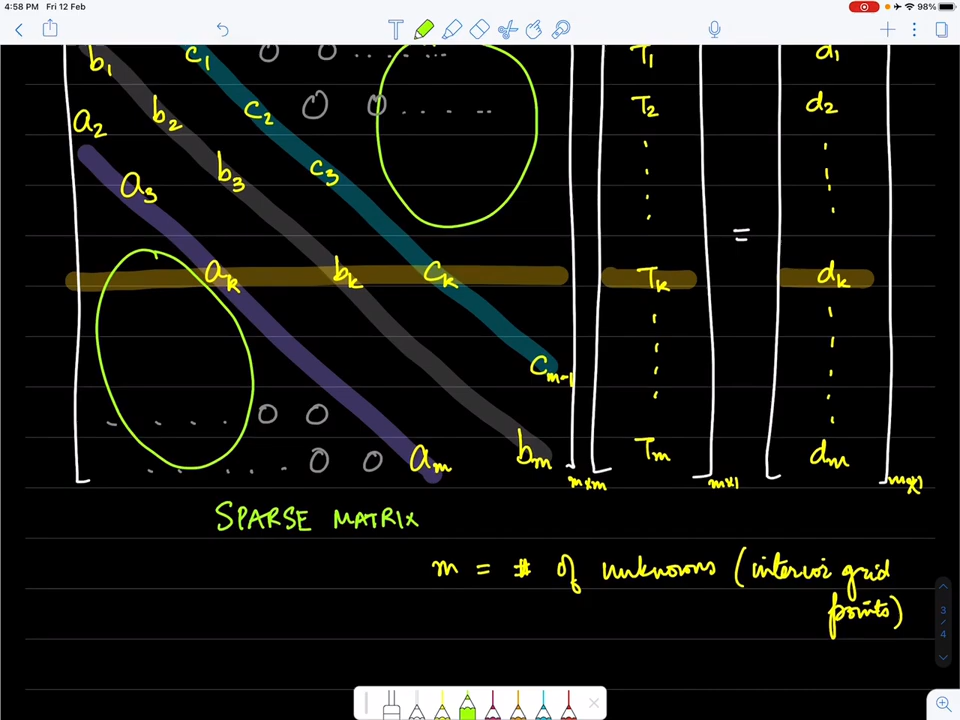 4:58 PM Fri 12 Feb 98%
b1 c1 0 0 ...... T1 d1
a2 b2 c2 0 0 ..... T2 d2
a3 b3 c3
=
ak bk ck Tk dk
cm-1
..... 0 0
..... 0 0 am bm Tm dm
m×m m×1 m×1
SPARSE MATRIX
m = # of unknowns (interior grid
points)
3
/
4